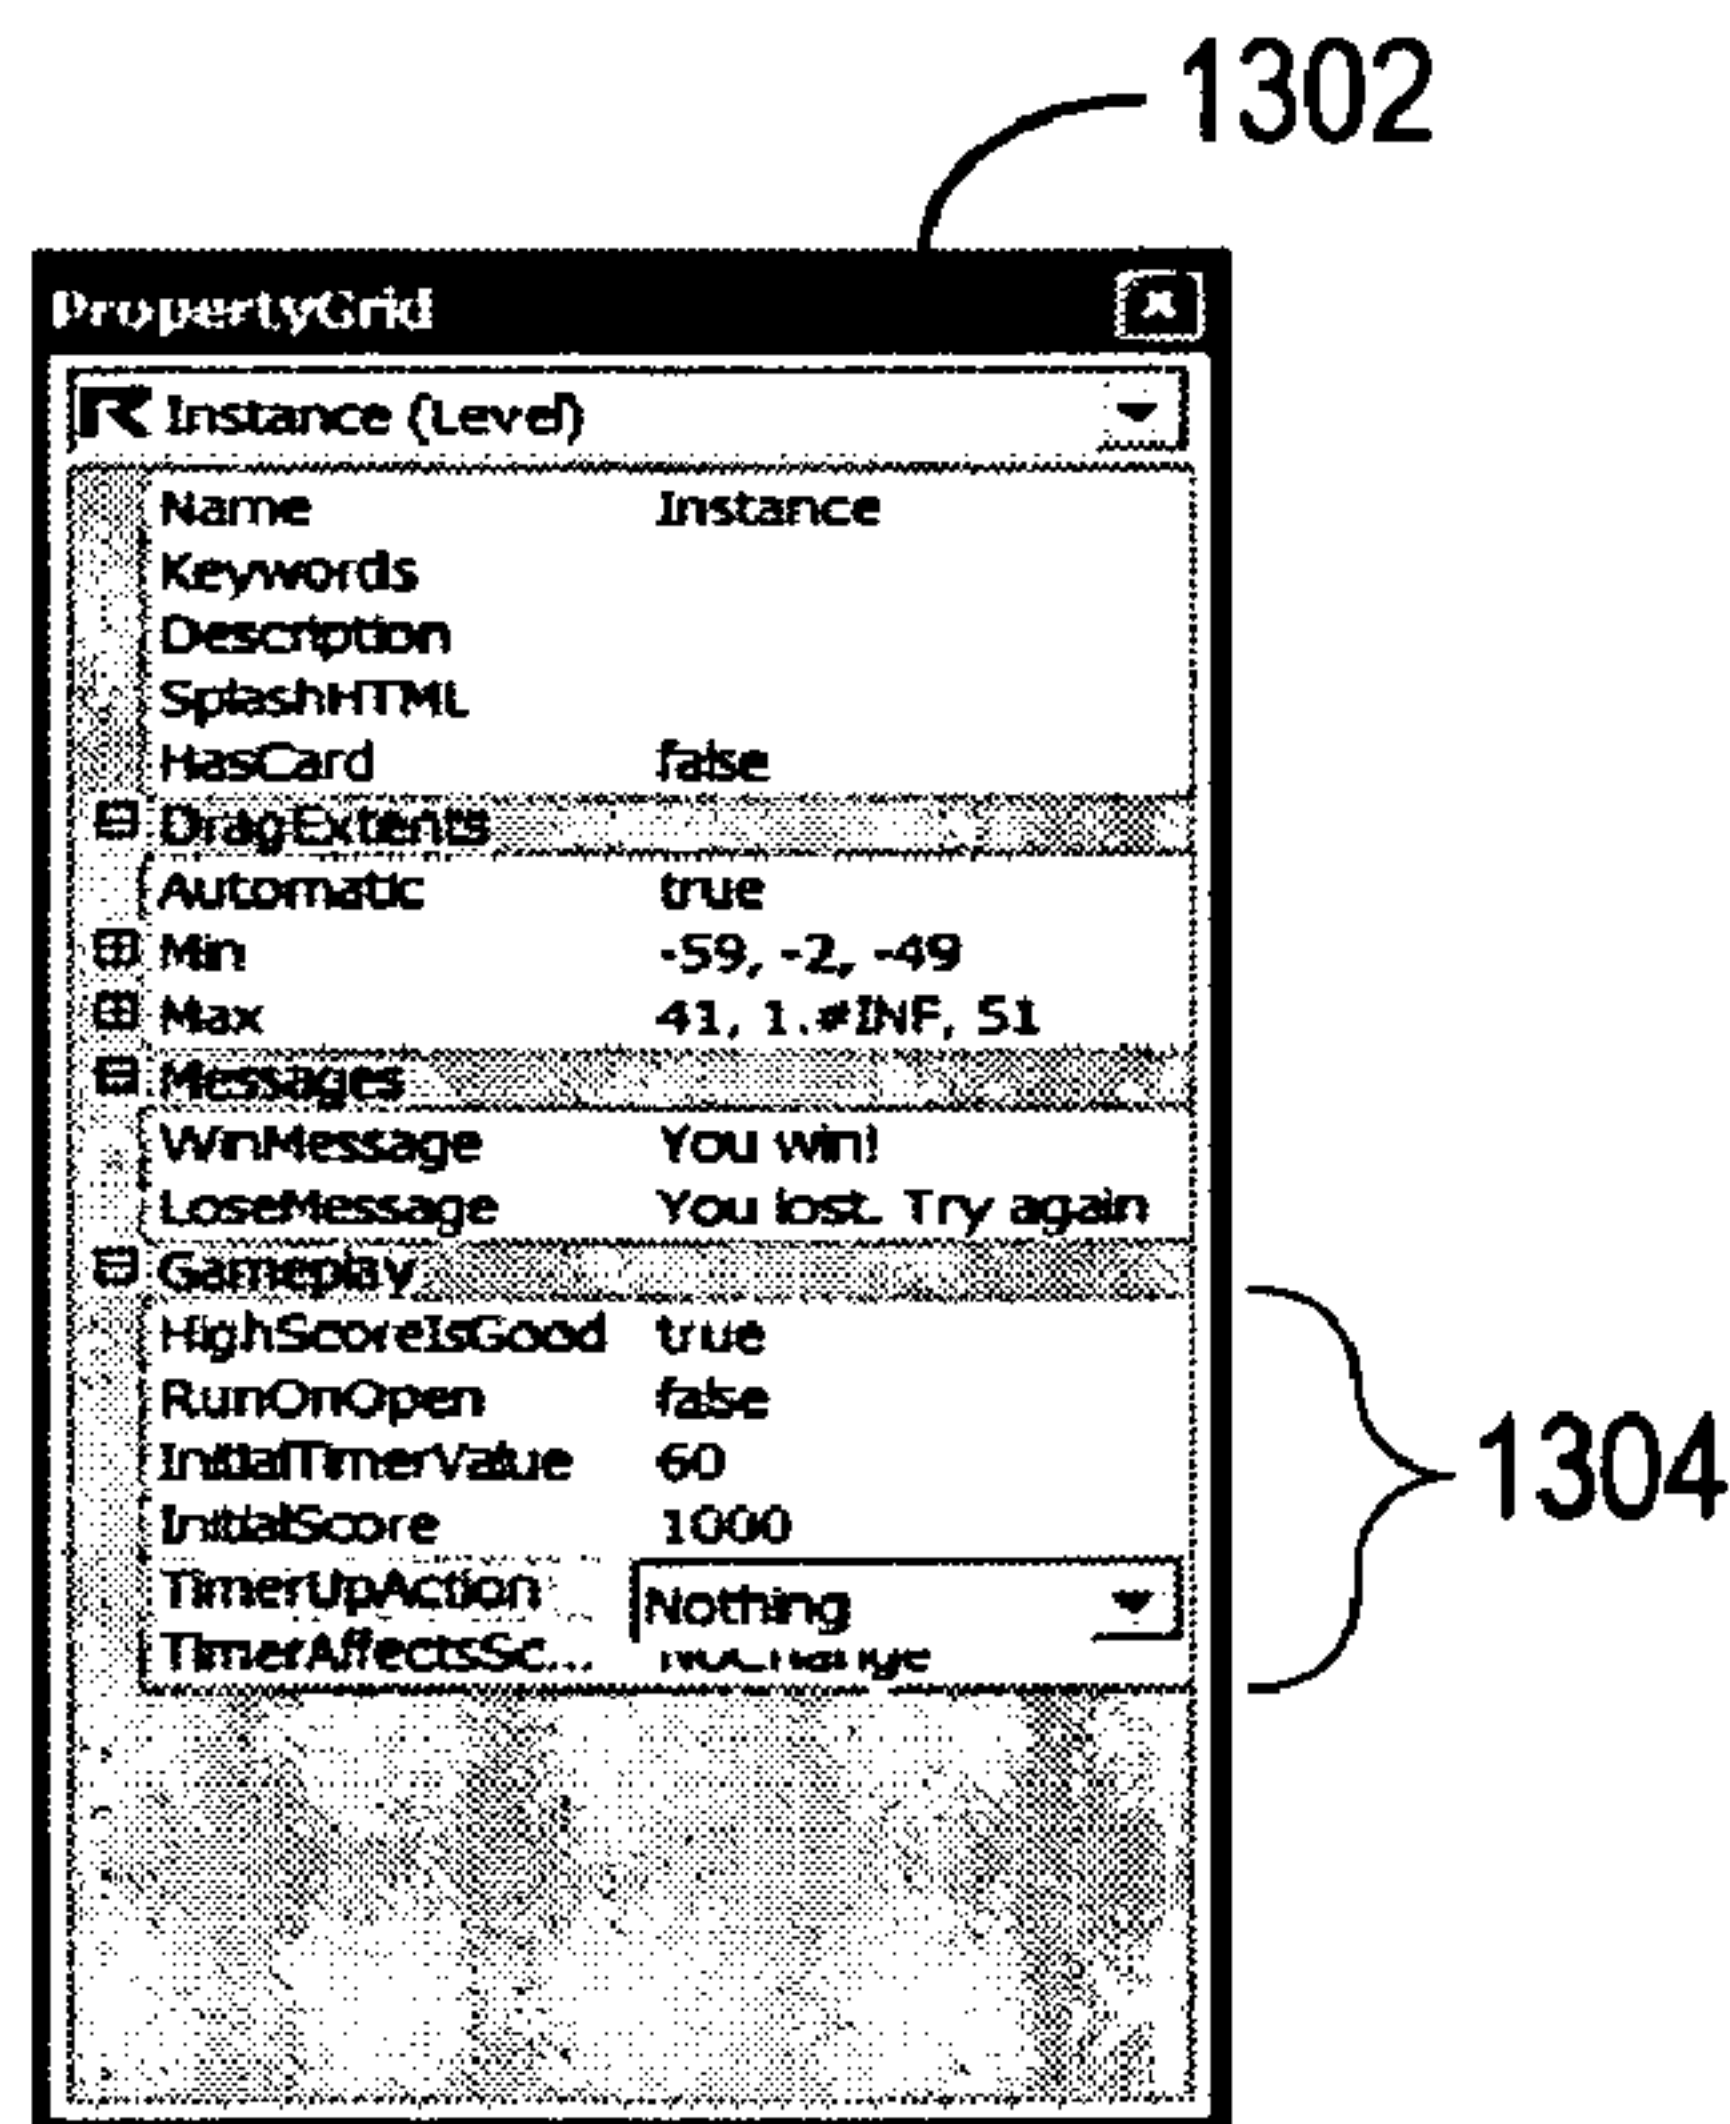 1302
PropertyGrid
Instance (Level)
Name Instance
Keywords
Description
SplashHTML
HasCard false
DragExtents
Automatic true
Min -59, -2, -49
Max 41, 1.#INF, 51
Messages
WinMessage You win!
LoseMessage You lost. Try again
Gameplay
HighScoreIsGood true
RunOnOpen false
InitialTimerValue 60
InitialScore 1000
TimerUpAction Nothing
TimerAffectsSc... NoChange
1304